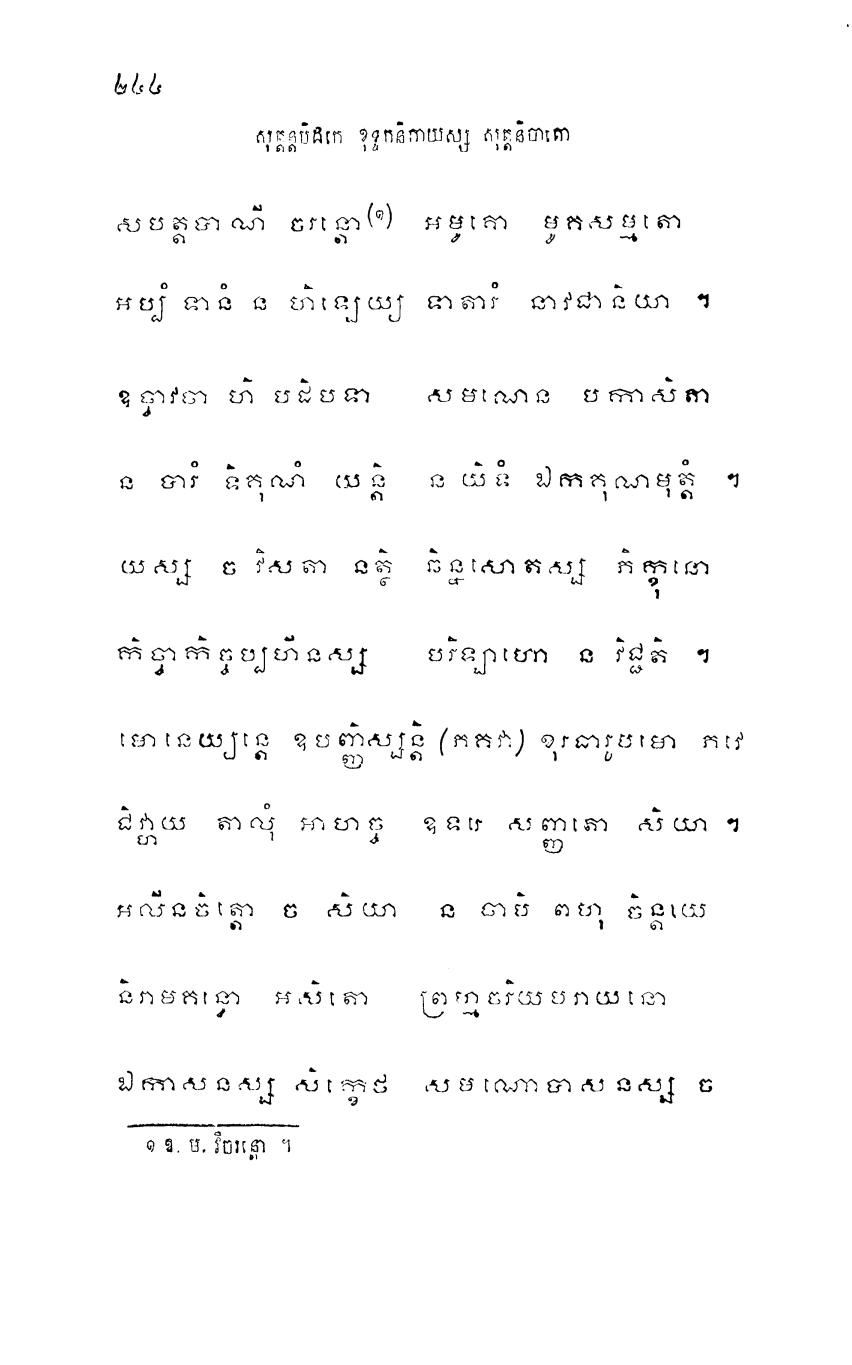 ២៤៤
សុត្តន្តបិដកេ ខុទ្ទកនិកាយស្ស សុត្តនិបាតោ
សបត្តបាណី ចរន្តោ(១) អមូគោ មូគសម្មតោ
អប្បំ ទានំ ន ហិឡេយ្យ ទាតារំ នាវជានិយា ។
ឧច្ចាវចា ហិ បដិបទា សមណេន បកាសិតា
ន បារំ ទិគុណំ យន្តិ ន យិទំ ឯកគុណមុត្តំ ។
យស្ស ច វិសតា នត្ថិ ឆិន្នសោតស្ស ភិក្ខុនោ
កិច្ចាកិច្ចប្បហីនស្ស បរិឡាហោ ន វិជ្ជតិ ។
មោនេយ្យន្តេ ឧបញ្ញិស្សន្តិ (ភគវា) ខុរធារូបមោ ភវេ
ជិវ្ហាយ តាលុំ អាហច្ច ឧទរេ សញ្ញតោ សិយា ។
អលីនចិត្តោ ច សិយា ន ចាបិ ពហុ ចិន្តយេ
និរាមគន្ធោ អសិតោ ព្រហ្មចរិយបរាយនោ
ឯកាសនស្ស សិក្ខេថ សមណោបាសនស្ស ច
១ ឱ. ម. វិចរន្តោ ។